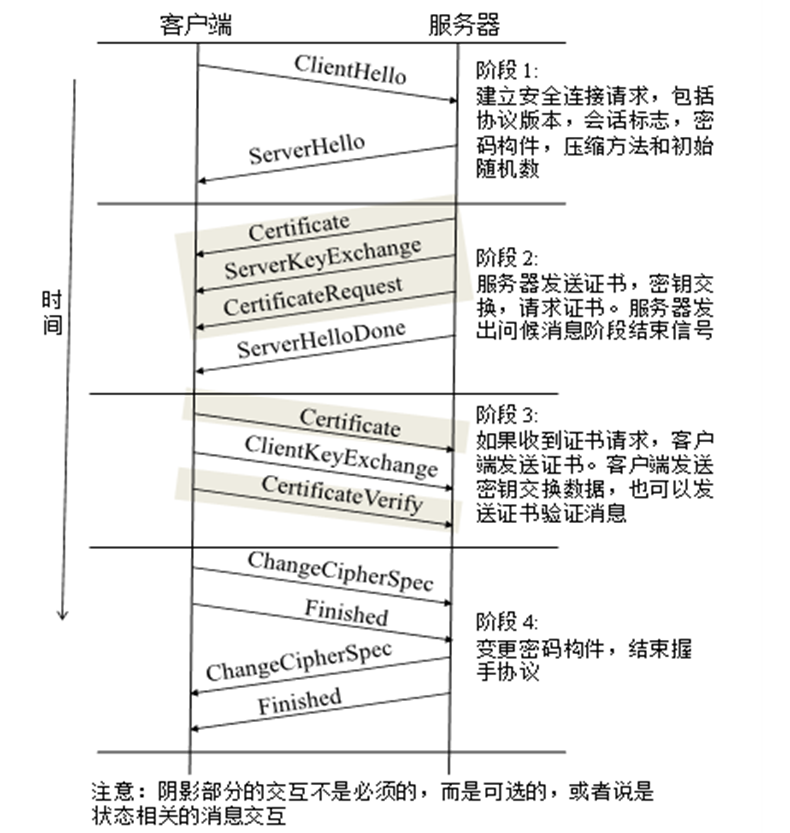 客户端 服务器
ClientHello
阶段 1:
建立安全连接请求，包括
协议版本，会话标志，密
码构件，压缩方法和初始
随机数
ServerHello
Certificate
ServerKeyExchange
CertificateRequest
ServerHelloDone
阶段 2:
服务器发送证书，密钥交
换，请求证书。服务器发
出问候消息阶段结束信号
时
间
Certificate
ClientKeyExchange
CertificateVerify
阶段 3:
如果收到证书请求，客户
端发送证书。客户端发送
密钥交换数据，也可以发
送证书验证消息
ChangeCipherSpec
Finished
ChangeCipherSpec
Finished
阶段 4:
变更密码构件，结束握
手协议
注意：阴影部分的交互不是必须的，而是可选的，或者说是
状态相关的消息交互